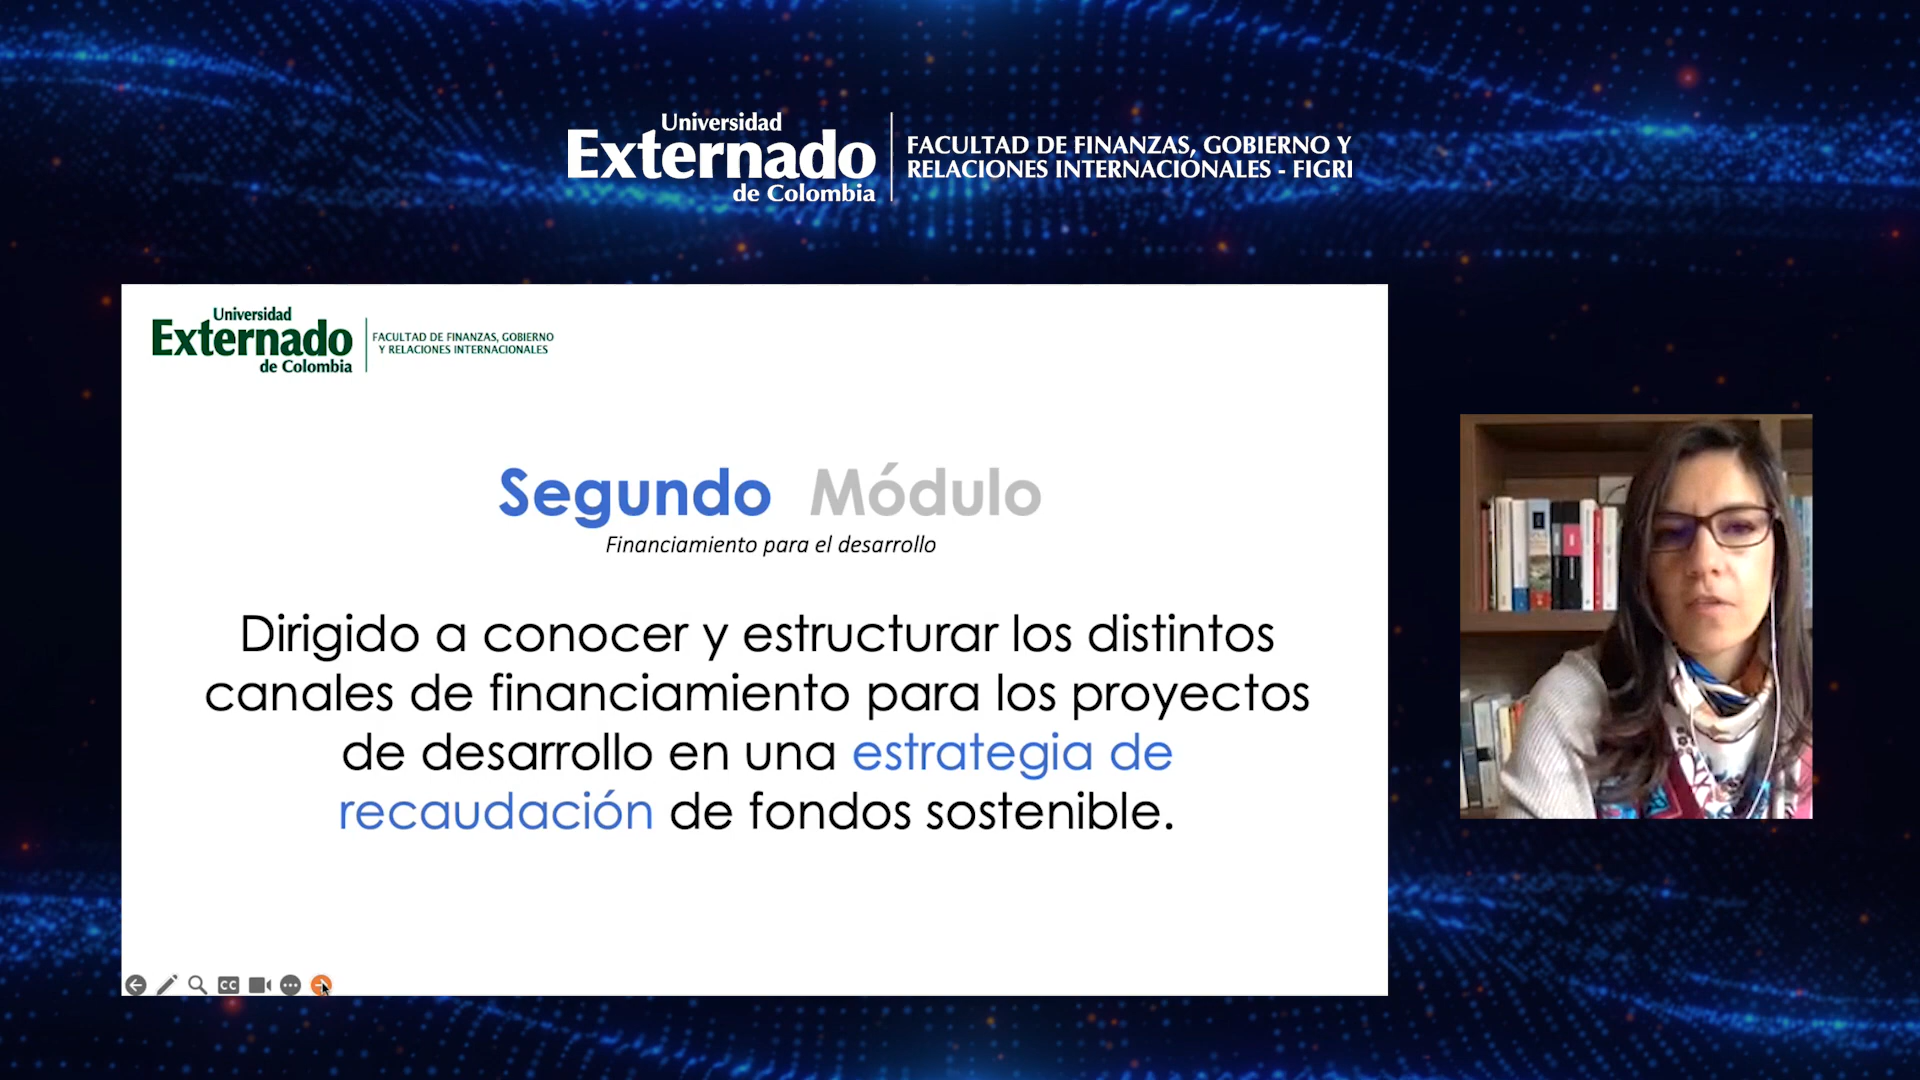 Universidad
Externado
de Colombia
FACULTAD DE FINANZAS, GOBIERNO Y
RELACIONES INTERNACIONALES - FIGRI
Universidad
Externado
de Colombia
FACULTAD DE FINANZAS, GOBIERNO
Y RELACIONES INTERNACIONALES
Segundo Módulo
Financiamiento para el desarrollo
Dirigido a conocer y estructurar los distintos
canales de financiamiento para los proyectos
de desarrollo en una estrategia de
recaudación de fondos sostenible.
CC